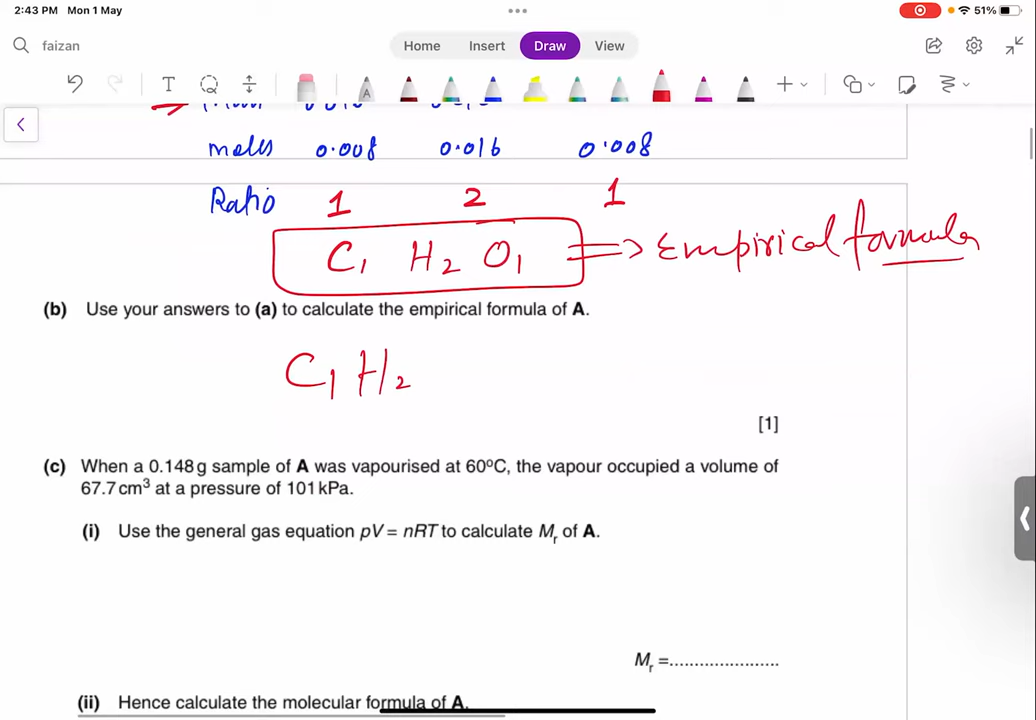 2:43 PM Mon 1 May
51%
faizan
Home Insert Draw View
T
A
moles 0.008 0.016 0.008
Ratio 1 2 1
C1 H2 O1 => Empirical formula
(b) Use your answers to (a) to calculate the empirical formula of A.
C1 H2
[1]
(c) When a 0.148 g sample of A was vapourised at 60°C, the vapour occupied a volume of
67.7 cm³ at a pressure of 101 kPa.
(i) Use the general gas equation pV = nRT to calculate Mr of A.
Mr =......................
(ii) Hence calculate the molecular formula of A.